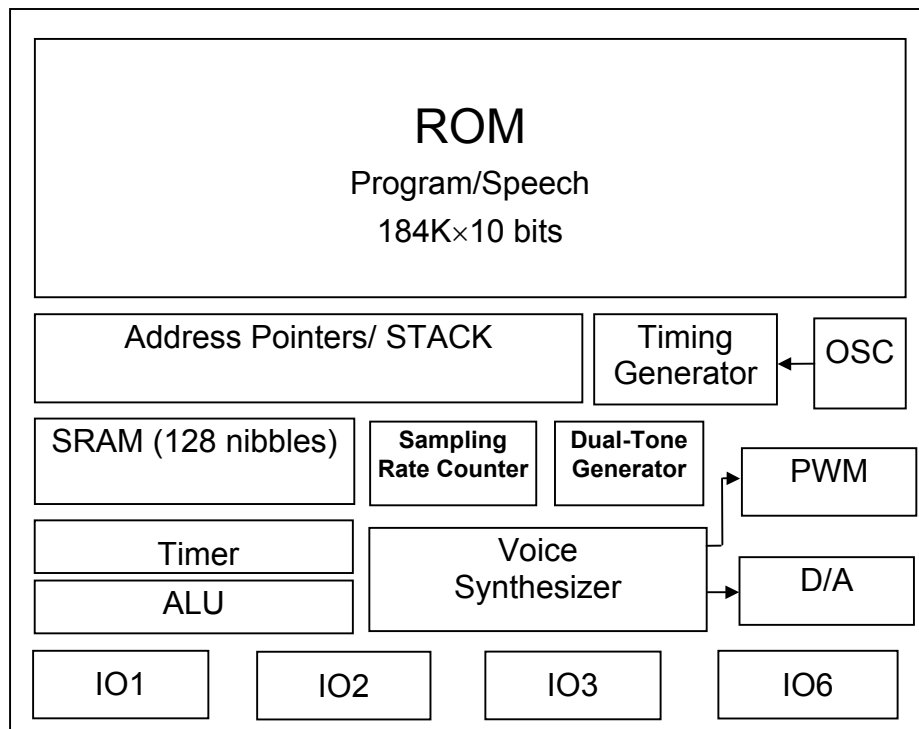 ROM
Program/Speech
184K×10 bits
Address Pointers/ STACK
Timing
Generator
OSC
SRAM (128 nibbles)
Sampling
Rate Counter
Dual-Tone
Generator
PWM
Timer
Voice
Synthesizer
D/A
ALU
IO1
IO2
IO3
IO6